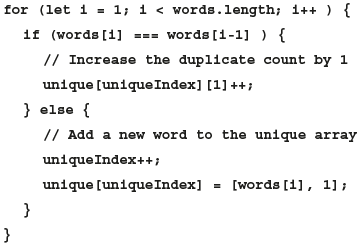 for (let i = 1; i < words.length; i++ ) {
  if (words[i] === words[i-1] ) {
    // Increase the duplicate count by 1
    unique[uniqueIndex][1]++;
  } else {
    // Add a new word to the unique array
    uniqueIndex++;
    unique[uniqueIndex] = [words[i], 1];
  }
}